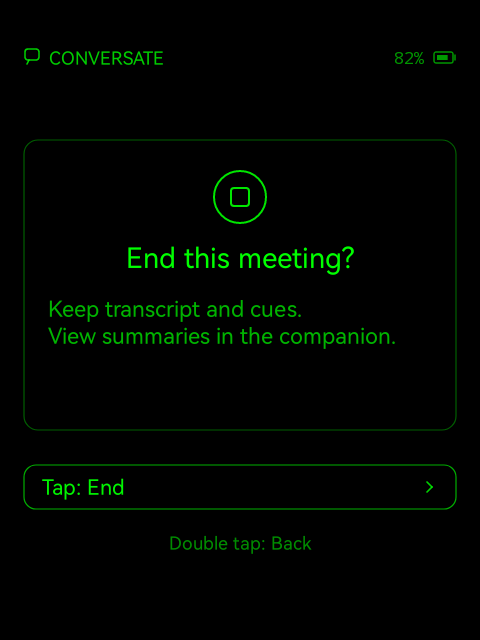 CONVERSATE
82%
End this meeting?
Keep transcript and cues.
View summaries in the companion.
Tap: End
Double tap: Back